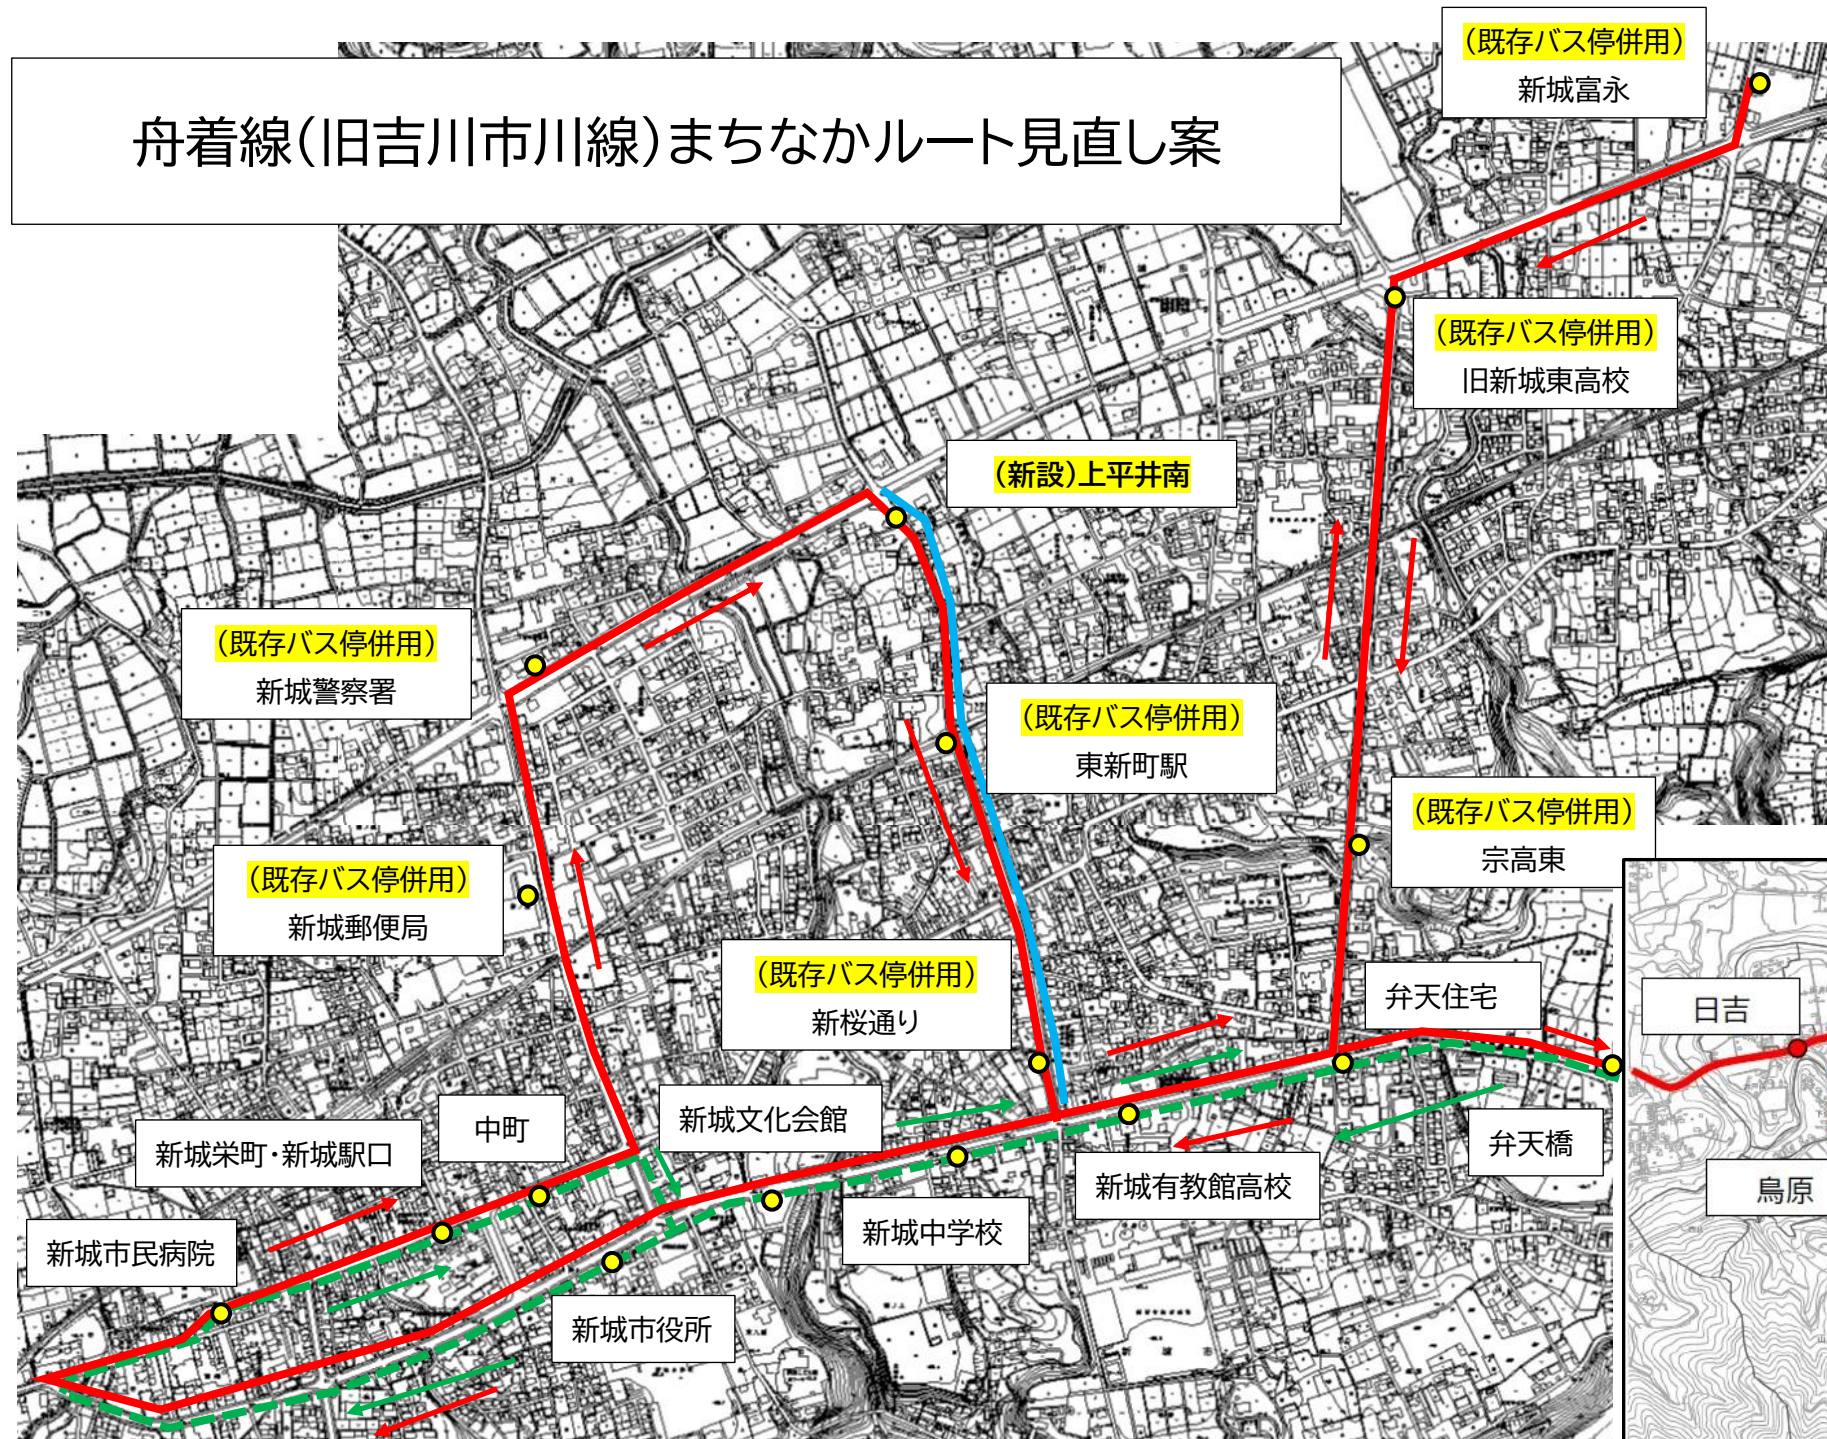 (既存バス停併用)
新城富永
舟着線(旧吉川市川線)まちなかルート見直し案
(既存バス停併用)
旧新城東高校
(新設)上平井南
(既存バス停併用)
新城警察署
(既存バス停併用)
東新町駅
(既存バス停併用)
宗高東
(既存バス停併用)
新城郵便局
(既存バス停併用)
新桜通り
弁天住宅
日吉
中町
新城文化会館
新城栄町・新城駅口
弁天橋
新城有教館高校
鳥原
新城中学校
新城市民病院
新城市役所